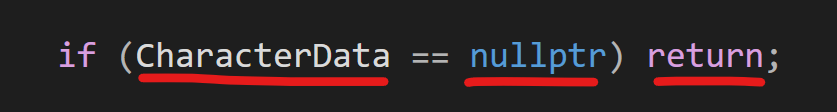 if (CharacterData == nullptr) return;